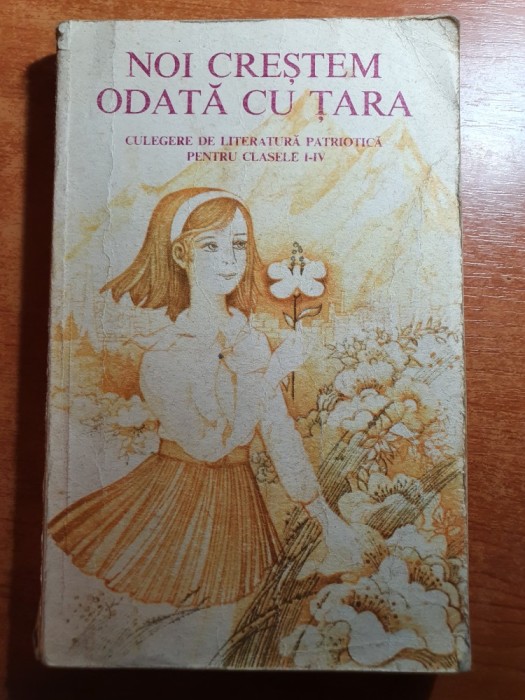 NOI CREȘTEM
ODATĂ CU ȚARA
CULEGERE DE LITERATURĂ PATRIOTICĂ
PENTRU CLASELE I-IV